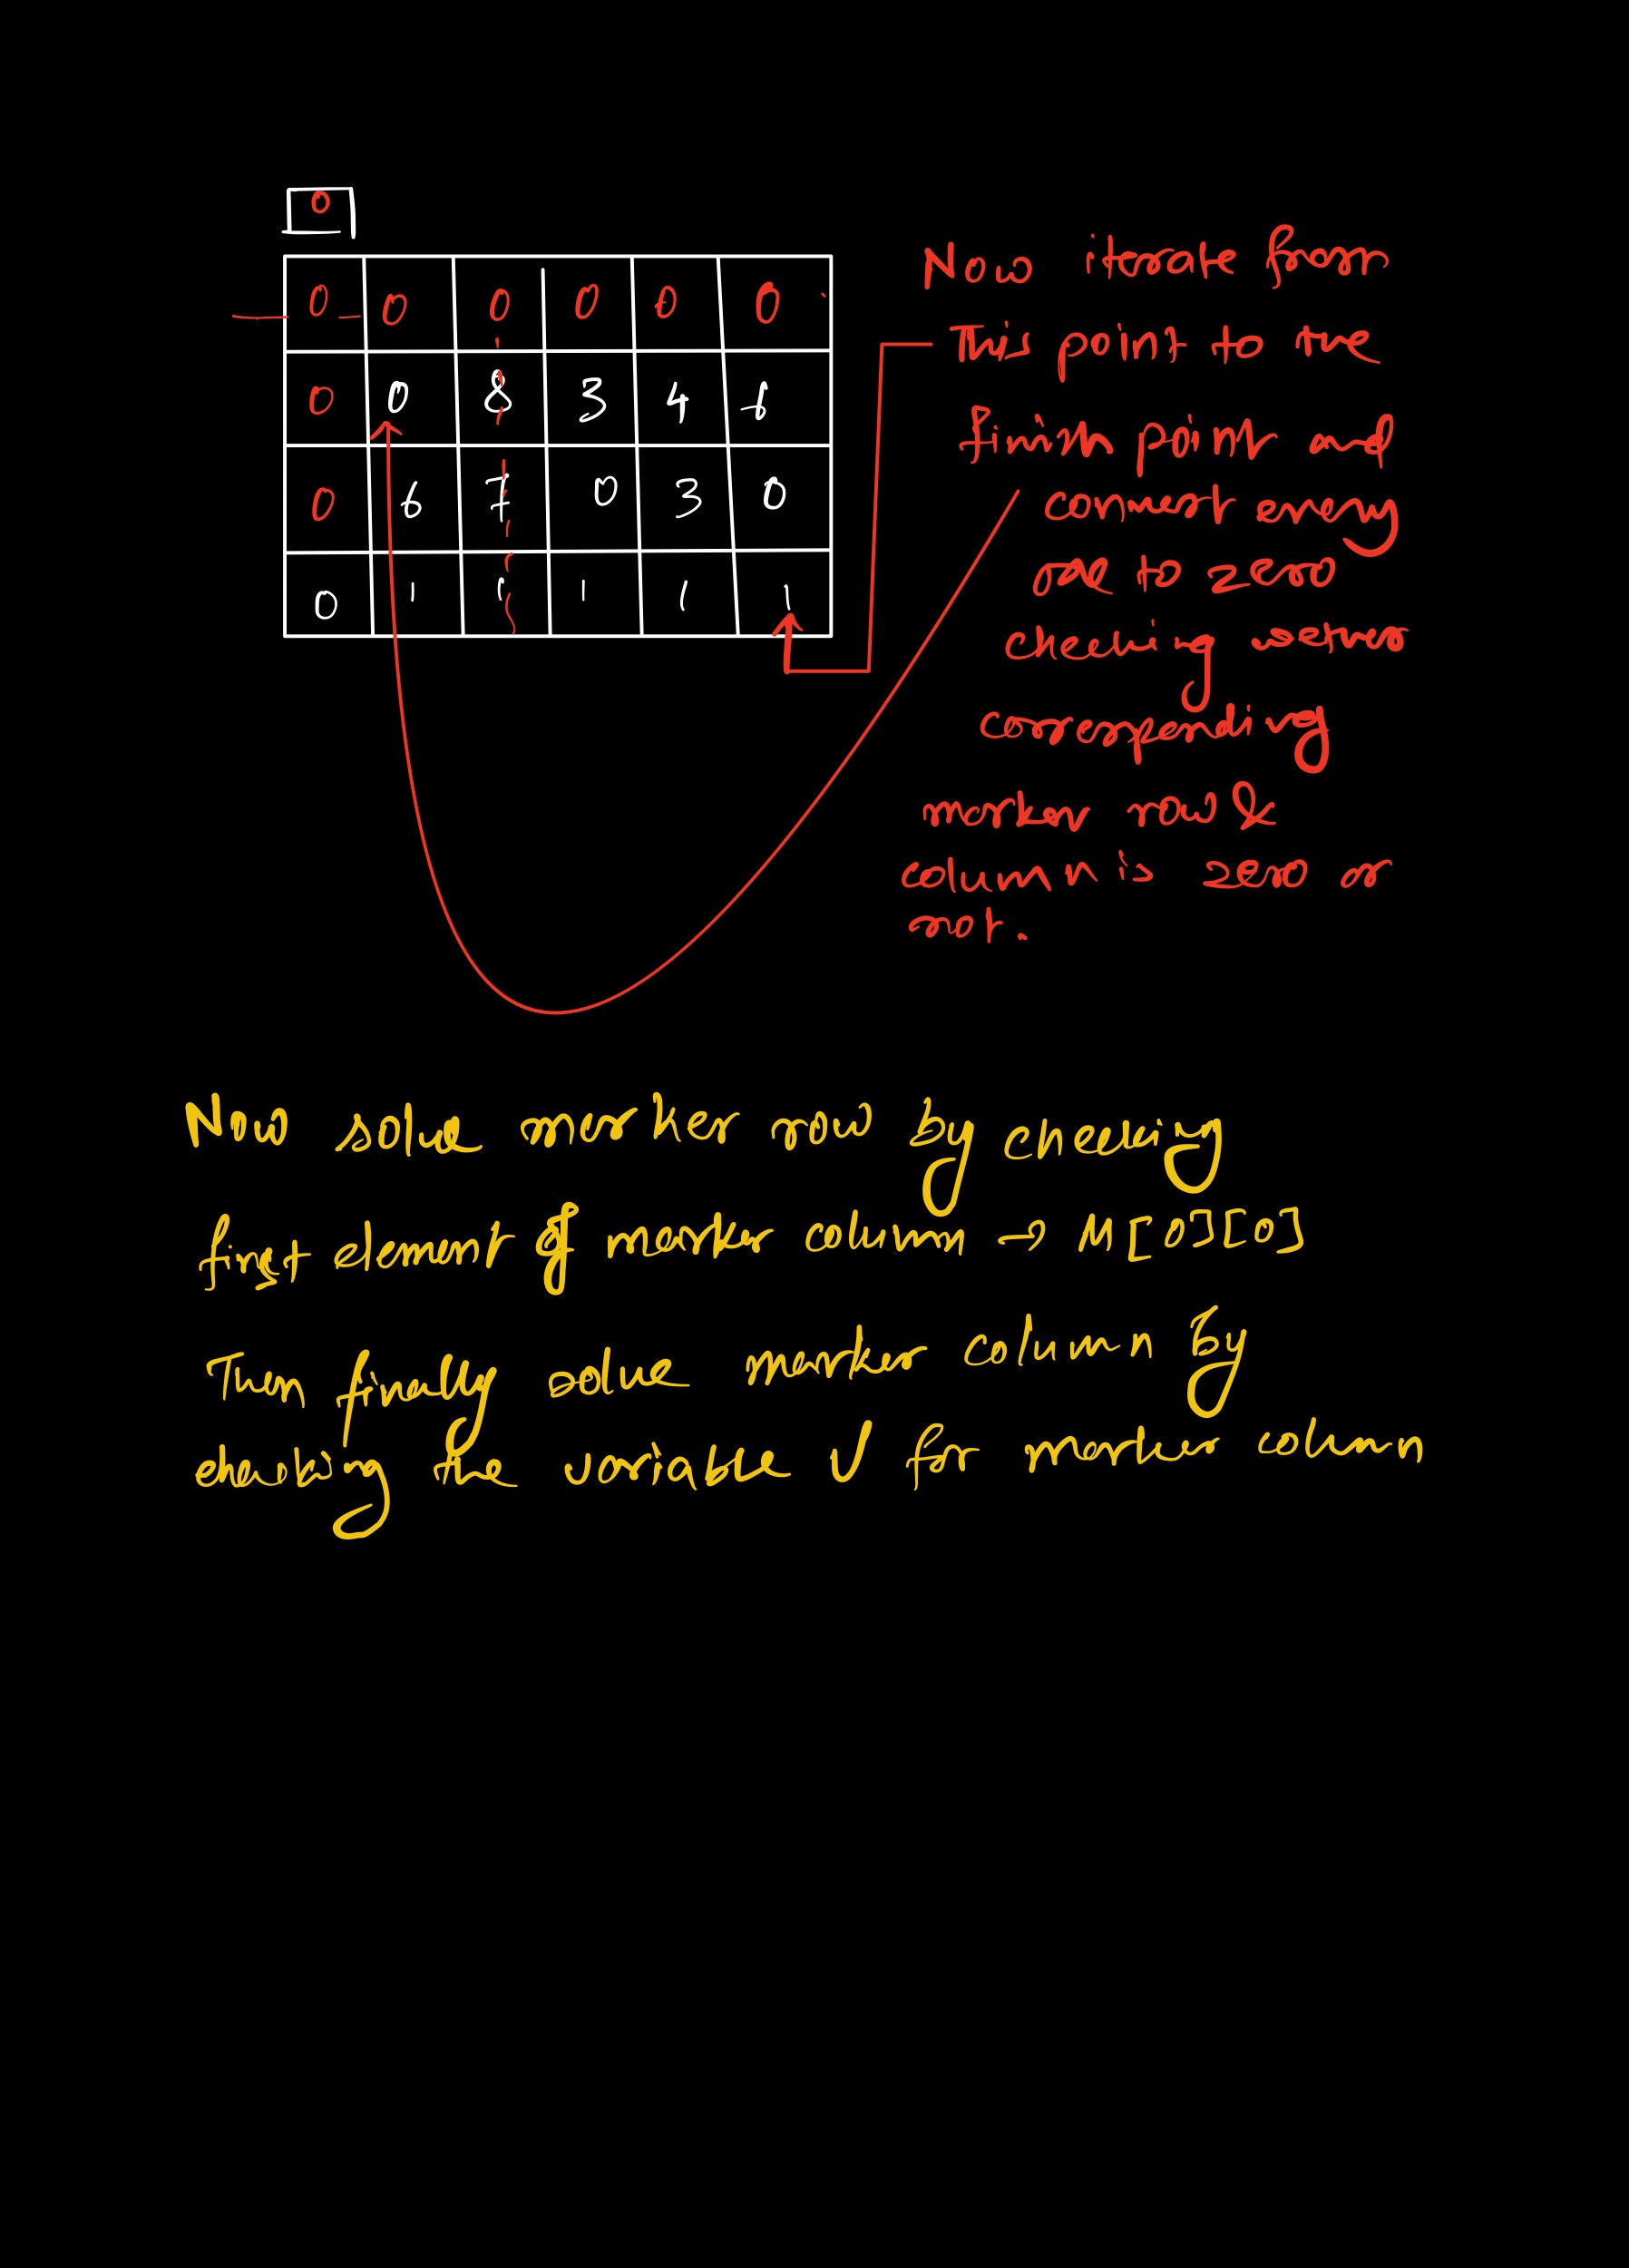 0
0 0 0 0 0 0
0 0 8 3 4 6
0 6 7 0 3 0
0 1 1 1 1 1
Now iterate from
This point to the
finish point and
convert every
to zero
checking
corresponding
marker row &
column is zero or
not.
Now solve marker row by checking
first element of marker column → M[0][0]
Then finally solve marker column by
checking the variable V for marker column